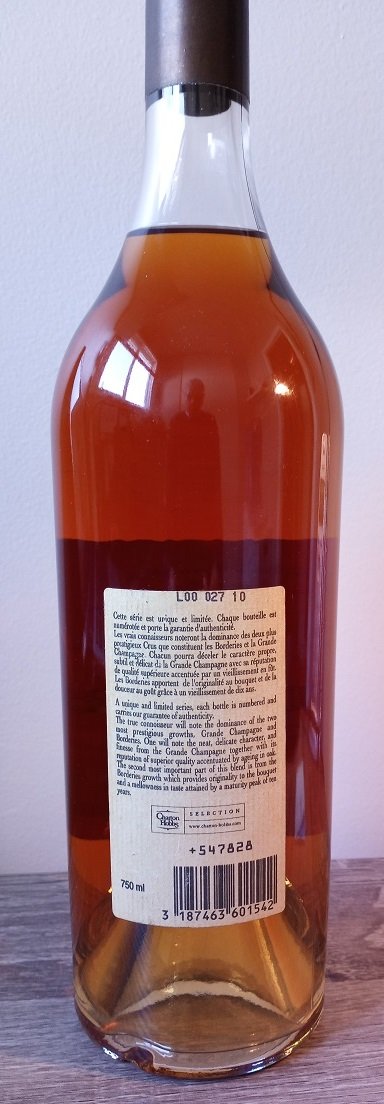 L00 027 10
Cette série est unique et limitée. Chaque bouteille est
numérotée et porte la garantie d'authenticité.
Les vrais connaisseurs noteront la dominance des deux plus
prestigieux Crus que constituent les Borderies et la Grande
Champagne. Chacun pourra déceler le caractère propre,
subtil et délicat de la Grande Champagne avec sa réputation
de qualité supérieure accentuée par un vieillissement en fût.
Les Borderies apportent de l'originalité au bouquet et de la
douceur au goût grâce à un vieillissement de dix ans.
A unique and limited series, each bottle is numbered and
carries our guarantee of authenticity.
The true connoisseur will note the dominance of the two
most prestigious growths, Grande Champagne and
Borderies. One will note the neat, delicate character, and
finesse from the Grande Champagne together with its
reputation of superior quality accentuated by ageing in oak.
The second most important part of this blend is from the
Borderies growth which provides originality to the bouquet
and a mellowness in taste attained by a maturity peak of ten
years.
Charton
Hobbs
SELECTION
www.charton-hobbs.com
+547828
750 ml
3 187463 601542